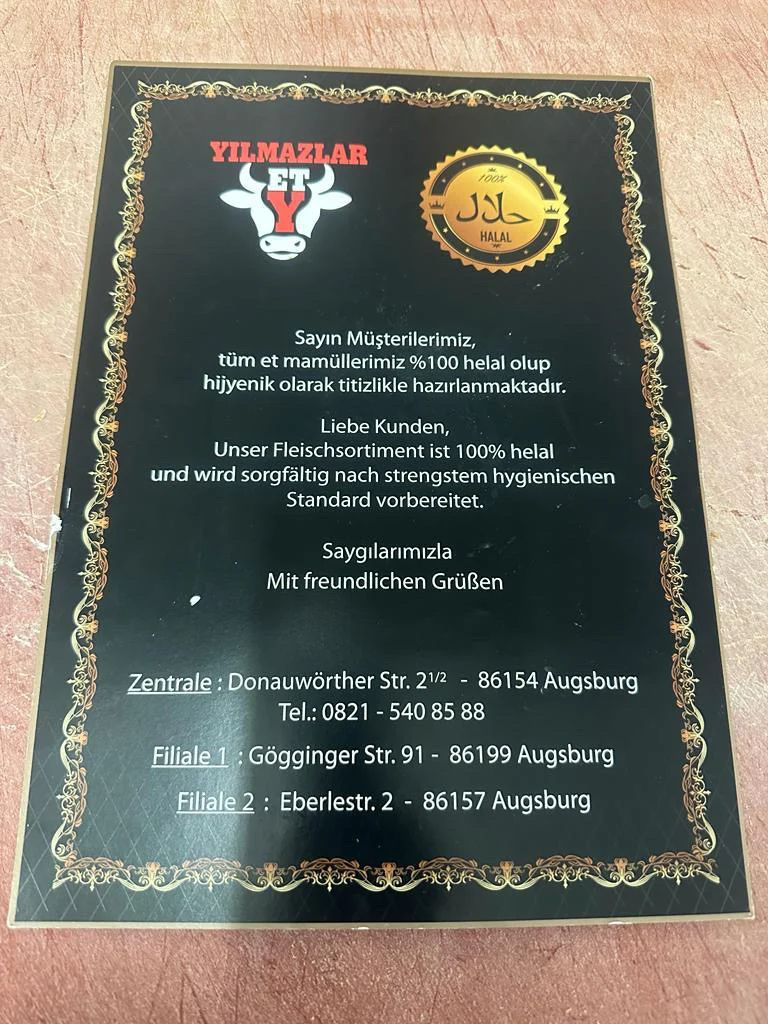 YILMAZLAR
ET
Y
100%
حلال
HALAL
Sayın Müşterilerimiz,
tüm et mamüllerimiz %100 helal olup
hijyenik olarak titizlikle hazırlanmaktadır.
Liebe Kunden,
Unser Fleischsortiment ist 100% helal
und wird sorgfältig nach strengstem hygienischen
Standard vorbereitet.
Saygılarımızla
Mit freundlichen Grüßen
Zentrale : Donauwörther Str. 2¹/² - 86154 Augsburg
Tel.: 0821 - 540 85 88
Filiale 1 : Gögginger Str. 91 - 86199 Augsburg
Filiale 2 : Eberlestr. 2 - 86157 Augsburg